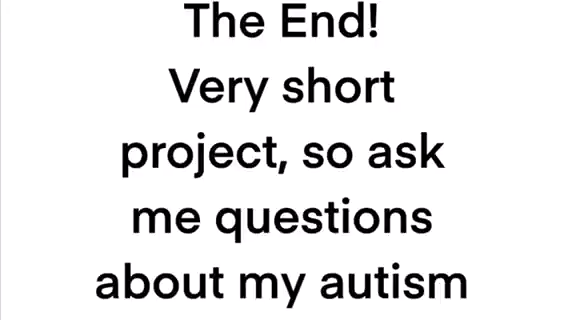 The End!
Very short
project, so ask
me questions
about my autism